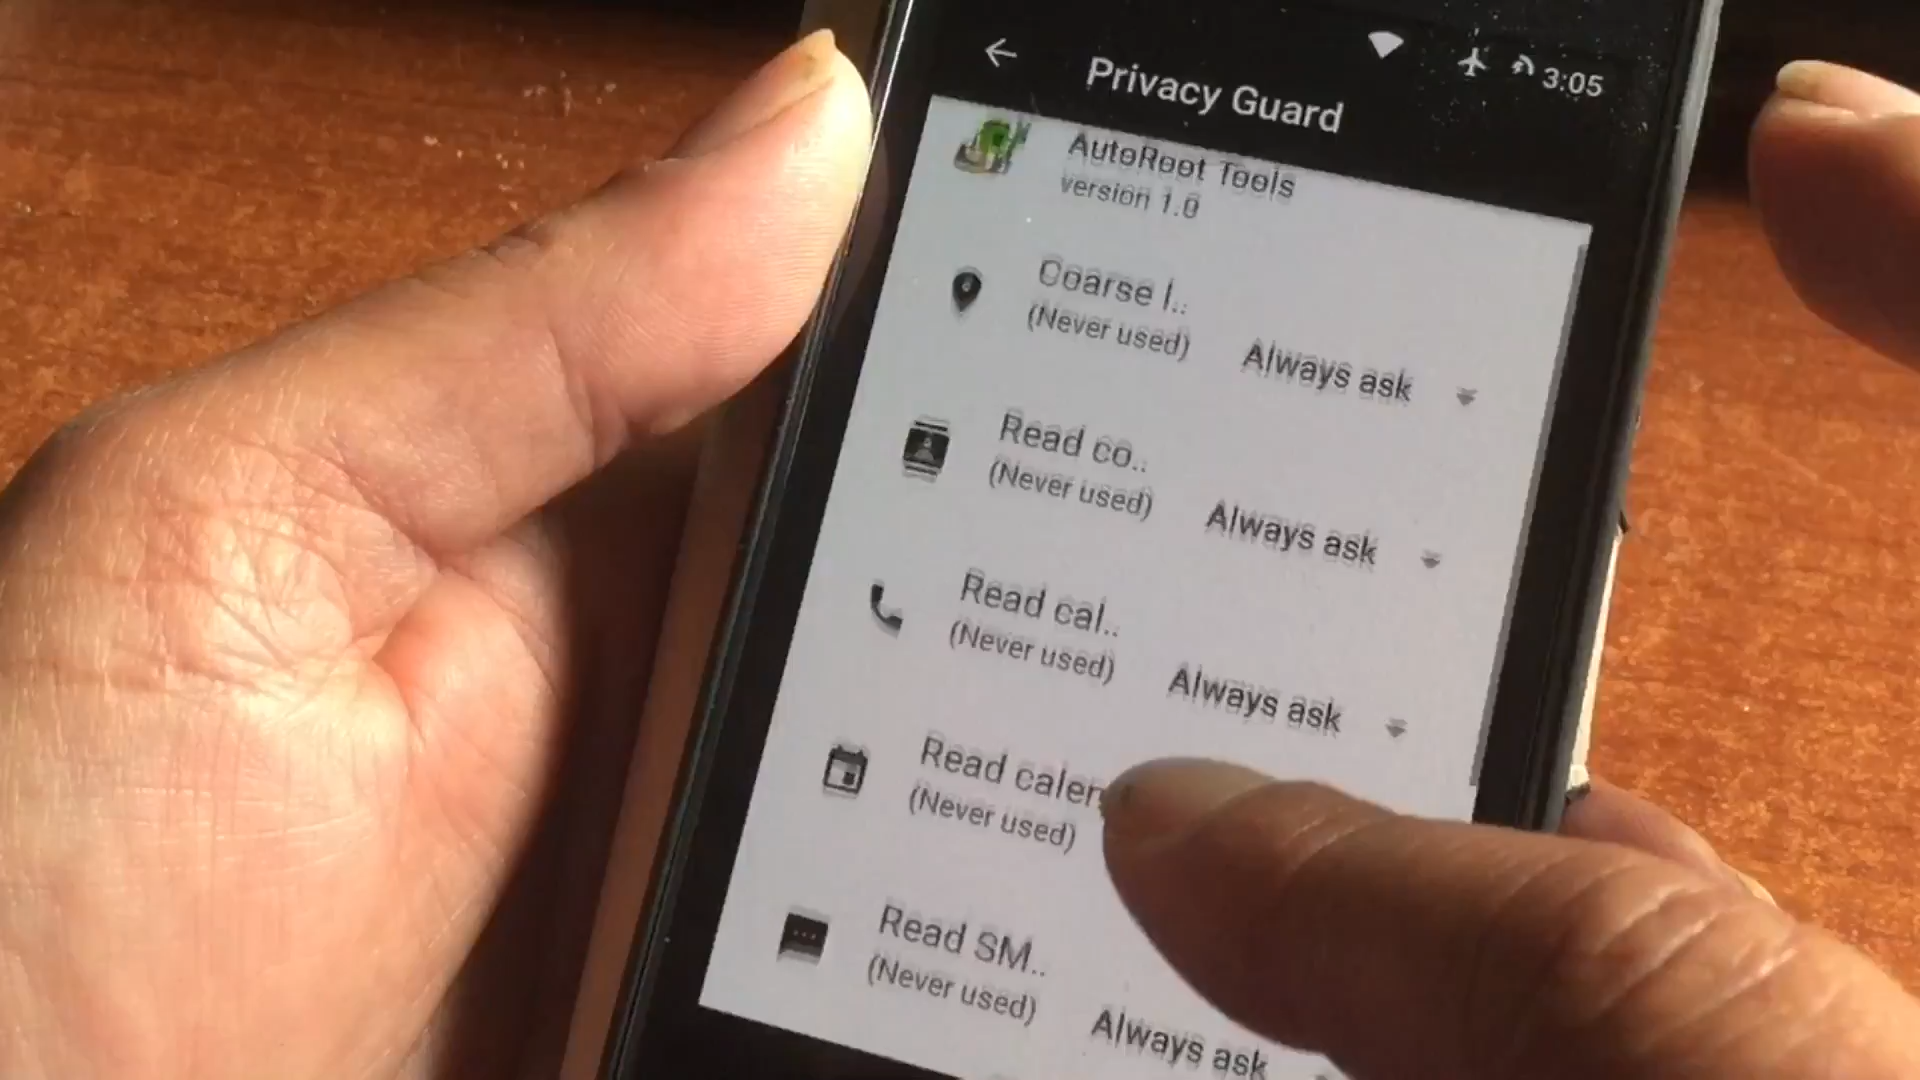 3:05
Privacy Guard
AutoRoot Tools
version 1.0
Coarse l..
(Never used)
Always ask
Read co..
(Never used)
Always ask
Read cal..
(Never used)
Always ask
Read calen
(Never used)
Read SM..
(Never used)
Always ask